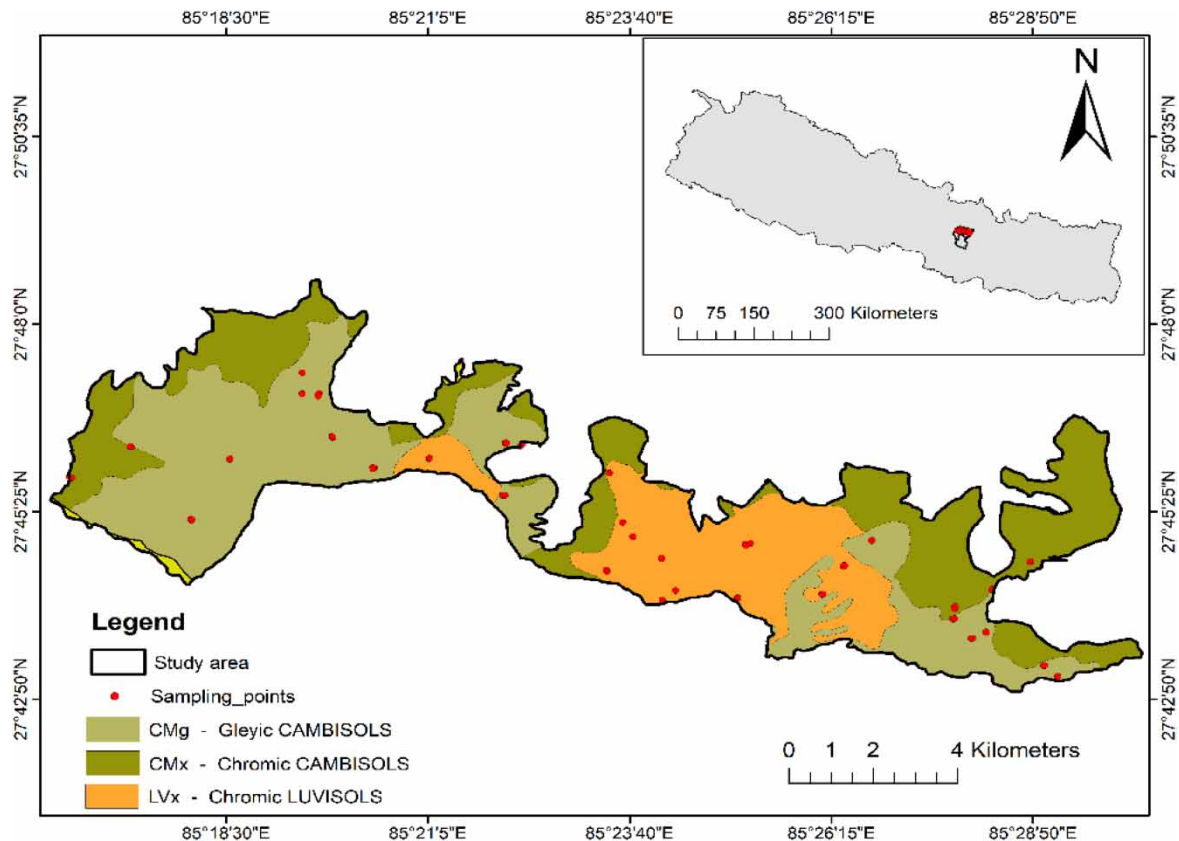 85°18'30"E 85°21'5"E 85°23'40"E 85°26'15"E 85°28'50"E
N
27°50'35"N 27°50'35"N
0 75 150 300 Kilometers
27°48'0"N 27°48'0"N
27°45'25"N 27°45'25"N
27°42'50"N 27°42'50"N
Legend
Study area
Sampling_points
CMg - Gleyic CAMBISOLS
CMx - Chromic CAMBISOLS
LVx - Chromic LUVISOLS
0 1 2 4 Kilometers
85°18'30"E 85°21'5"E 85°23'40"E 85°26'15"E 85°28'50"E